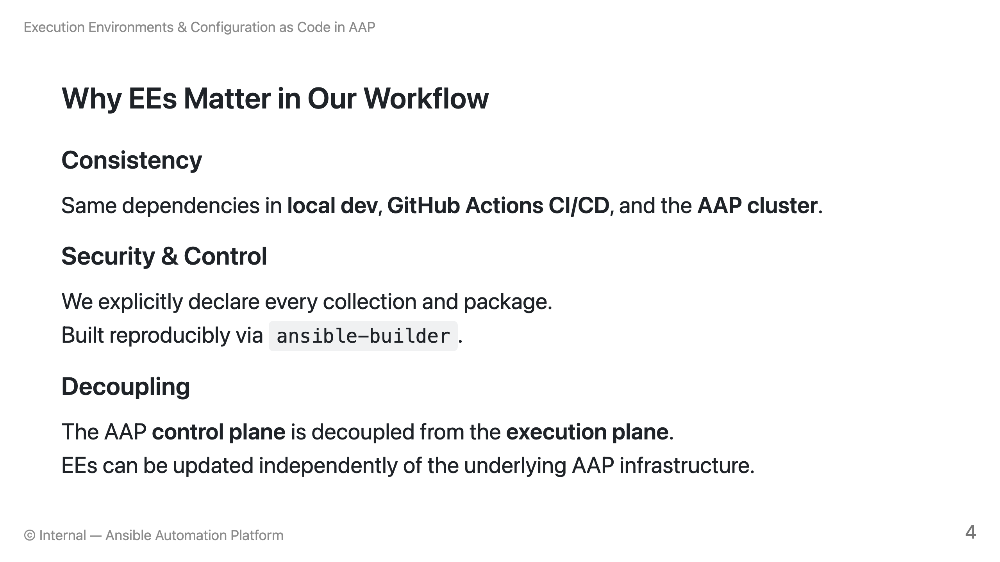 Execution Environments & Configuration as Code in AAP
Why EEs Matter in Our Workflow
Consistency
Same dependencies in local dev, GitHub Actions CI/CD, and the AAP cluster.
Security & Control
We explicitly declare every collection and package.
Built reproducibly via ansible-builder.
Decoupling
The AAP control plane is decoupled from the execution plane.
EEs can be updated independently of the underlying AAP infrastructure.
© Internal — Ansible Automation Platform
4